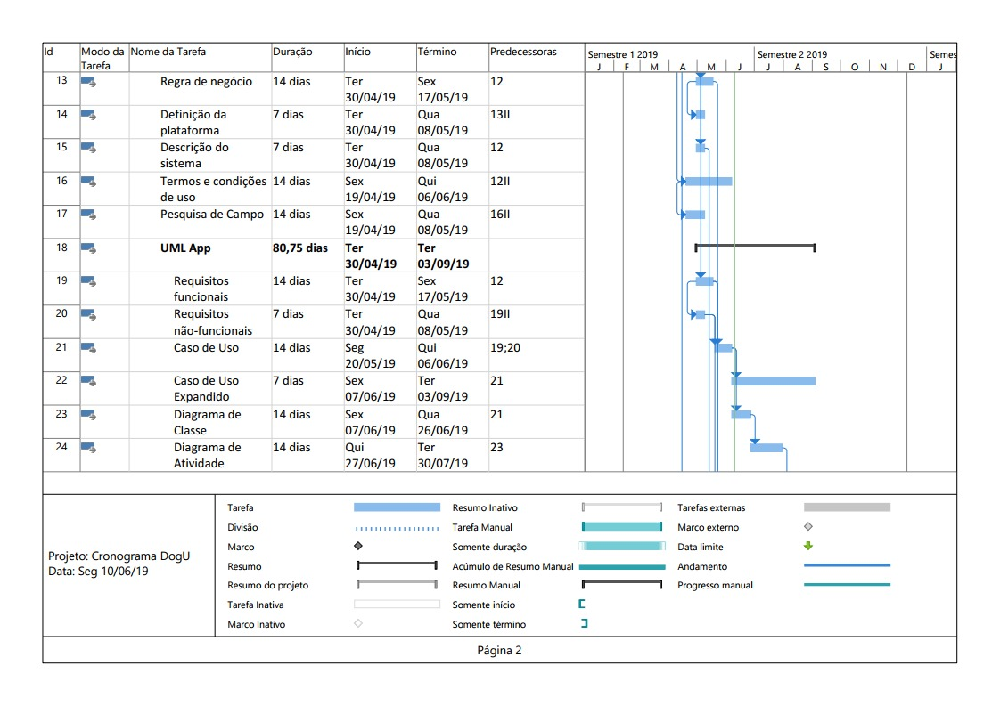 Id Modo da Nome da Tarefa Duração Início Término Predecessoras
Tarefa
Semestre 1 2019 Semestre 2 2019 Semes
J F M A M J J A S O N D J
13 Regra de negócio 14 dias Ter Sex 12
30/04/19 17/05/19
14 Definição da 7 dias Ter Qua 13II
plataforma 30/04/19 08/05/19
15 Descrição do 7 dias Ter Qua 12
sistema 30/04/19 08/05/19
16 Termos e condições 14 dias Sex Qui 12II
de uso 19/04/19 06/06/19
17 Pesquisa de Campo 14 dias Sex Qua 16II
19/04/19 08/05/19
18 UML App 80,75 dias Ter Ter
30/04/19 03/09/19
19 Requisitos 14 dias Ter Sex 12
funcionais 30/04/19 17/05/19
20 Requisitos 7 dias Ter Qua 19II
não-funcionais 30/04/19 08/05/19
21 Caso de Uso 14 dias Seg Qui 19;20
20/05/19 06/06/19
22 Caso de Uso 7 dias Sex Ter 21
Expandido 07/06/19 03/09/19
23 Diagrama de 14 dias Sex Qua 21
Classe 07/06/19 26/06/19
24 Diagrama de 14 dias Qui Ter 23
Atividade 27/06/19 30/07/19
Projeto: Cronograma DogU
Data: Seg 10/06/19
Tarefa
Divisão
Marco
Resumo
Resumo do projeto
Tarefa Inativa
Marco Inativo
Resumo Inativo
Tarefa Manual
Somente duração
Acúmulo de Resumo Manual
Resumo Manual
Somente início
Somente término
Tarefas externas
Marco externo
Data limite
Andamento
Progresso manual
Página 2